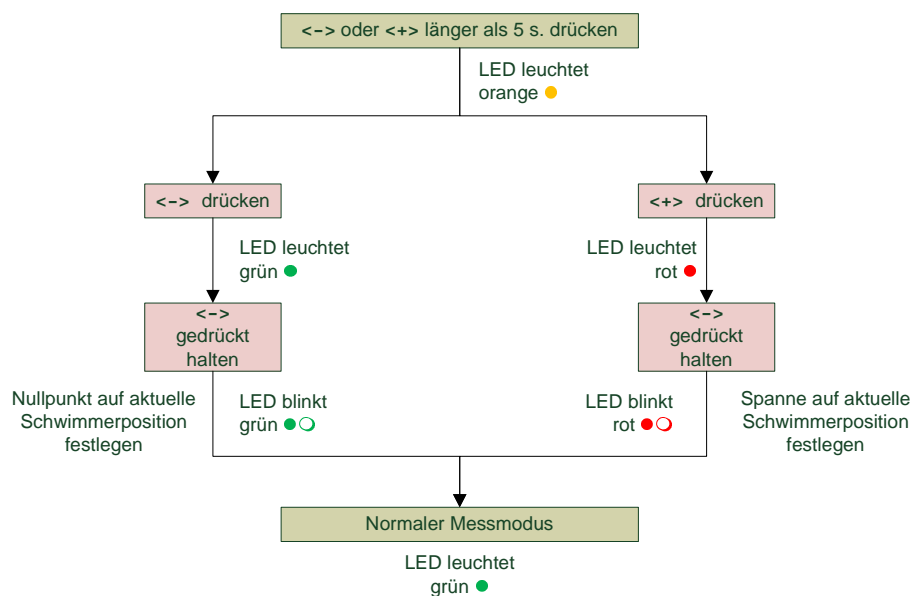 <-> oder <+> länger als 5 s. drücken
LED leuchtet
orange
<-> drücken
<+> drücken
LED leuchtet
grün
LED leuchtet
rot
<->
gedrückt
halten
<->
gedrückt
halten
Nullpunkt auf aktuelle
Schwimmerposition
festlegen
LED blinkt
grün
LED blinkt
rot
Spanne auf aktuelle
Schwimmerposition
festlegen
Normaler Messmodus
LED leuchtet
grün